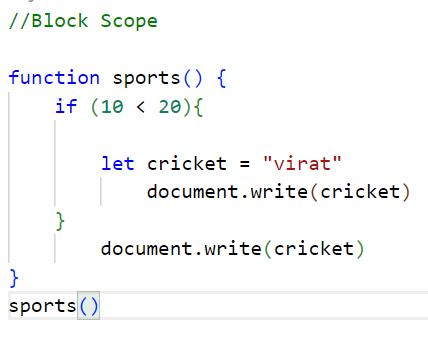 //Block Scope
function sports() {
if (10 < 20){
let cricket = "virat"
document.write(cricket)
}
document.write(cricket)
}
sports()